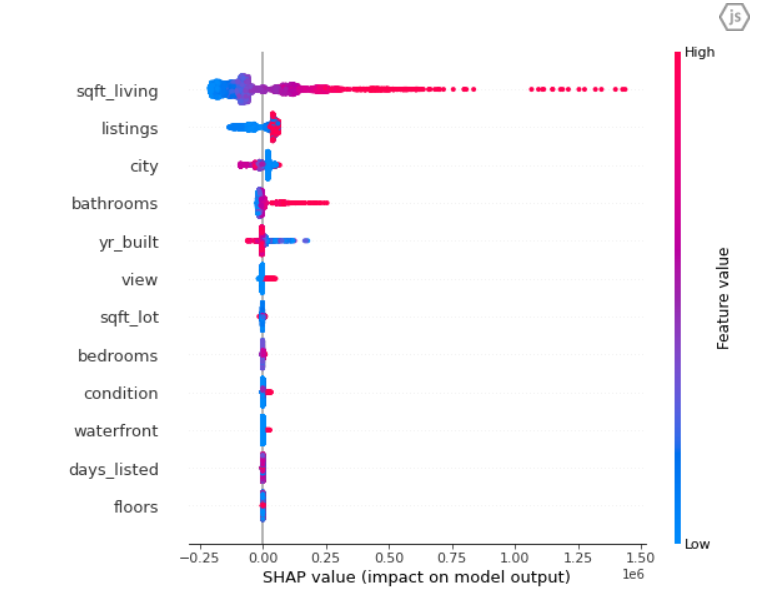 js
High
sqft_living
listings
city
bathrooms
yr_built
view
sqft_lot
bedrooms
condition
waterfront
days_listed
floors
Feature value
Low
−0.25 0.00 0.25 0.50 0.75 1.00 1.25 1.50
1e6
SHAP value (impact on model output)